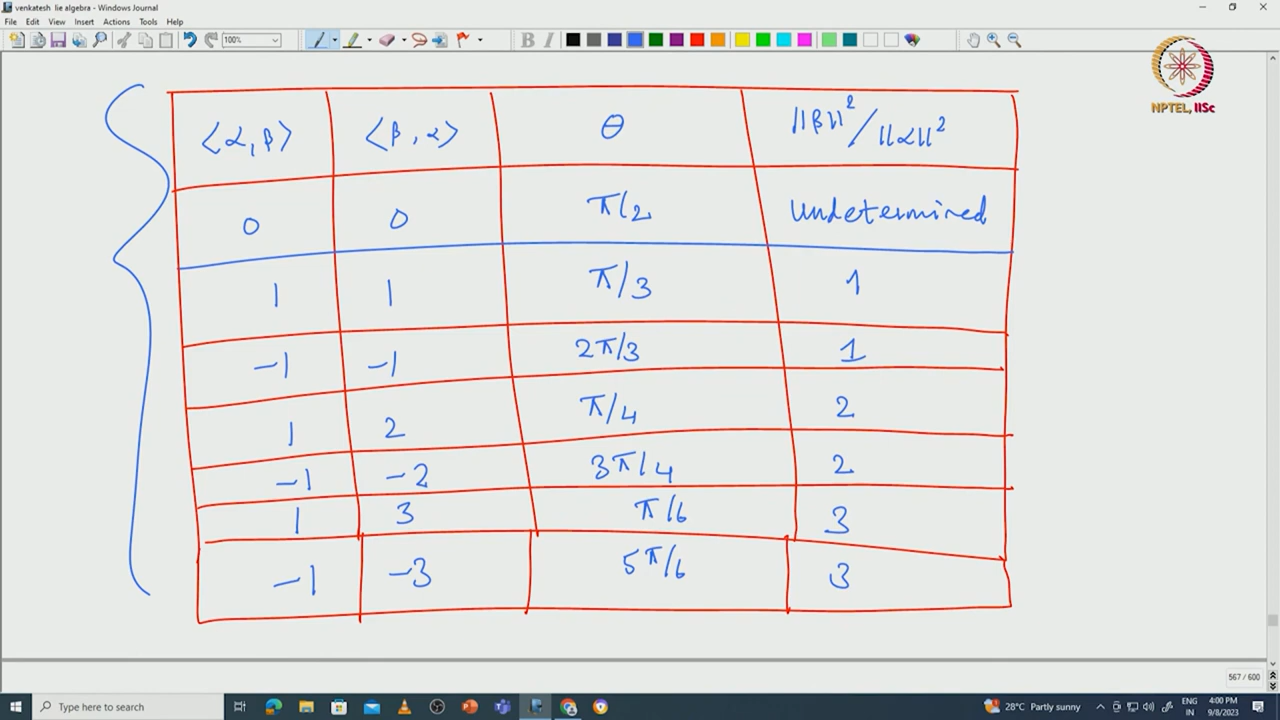 venkatesh lie algebra - Windows Journal
File Edit View Insert Actions Tools Help
100%
B I
NPTEL, IISc
⟨α, β⟩ ⟨β, α⟩ θ ||β||²/||α||²
0 0 π/2 undetermined
1 1 π/3 1
-1 -1 2π/3 1
1 2 π/4 2
-1 -2 3π/4 2
1 3 π/6 3
-1 -3 5π/6 3
567 / 600
Type here to search
28°C Partly sunny
ENG
IN
4:00 PM
9/8/2023